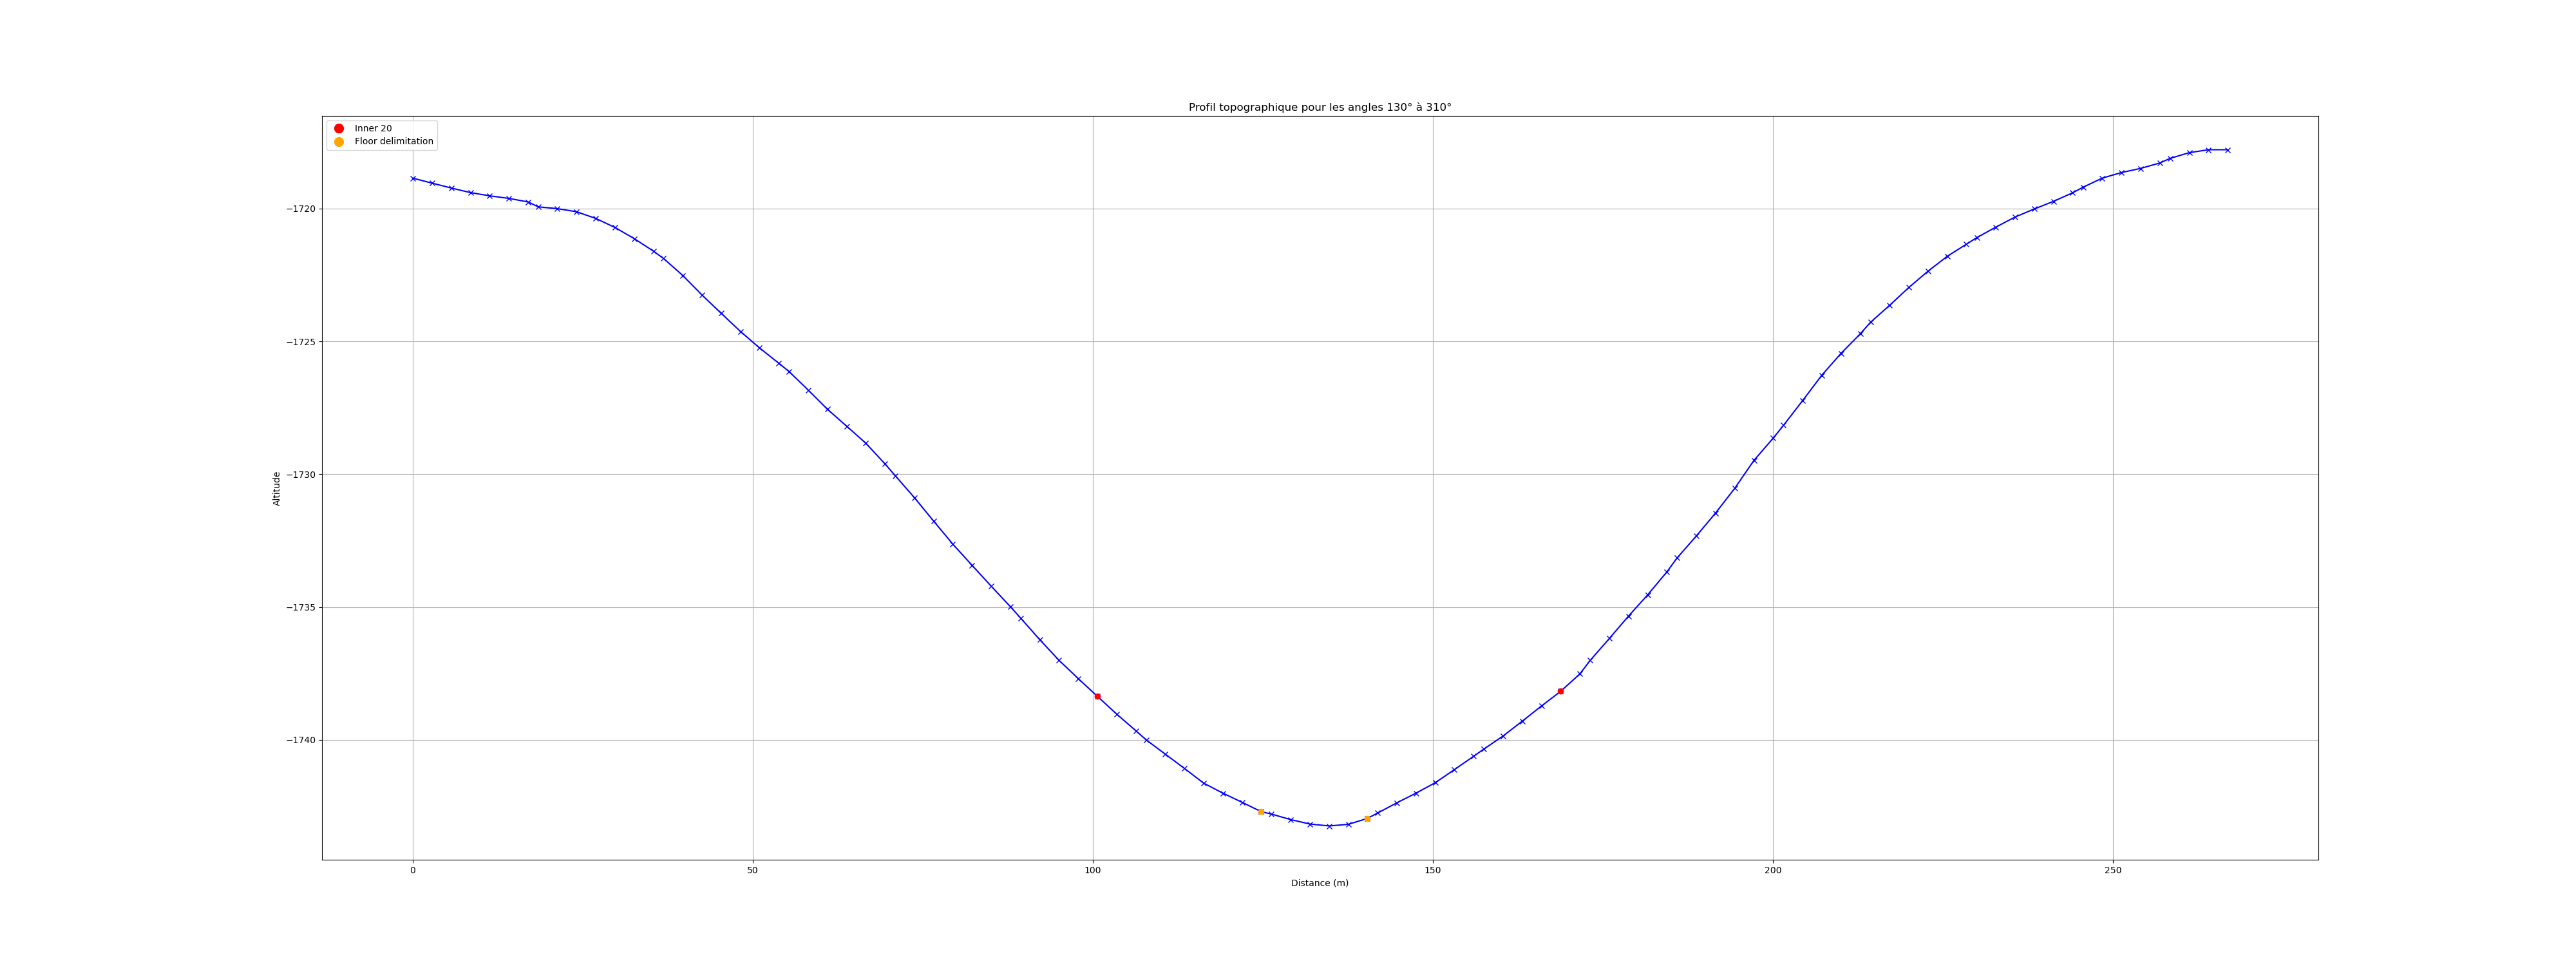 Profil topographique pour les angles 130° à 310°
Inner 20
Floor delimitation
−1720
−1725
−1730
−1735
−1740
Altitude
0 50 100 150 200 250
Distance (m)